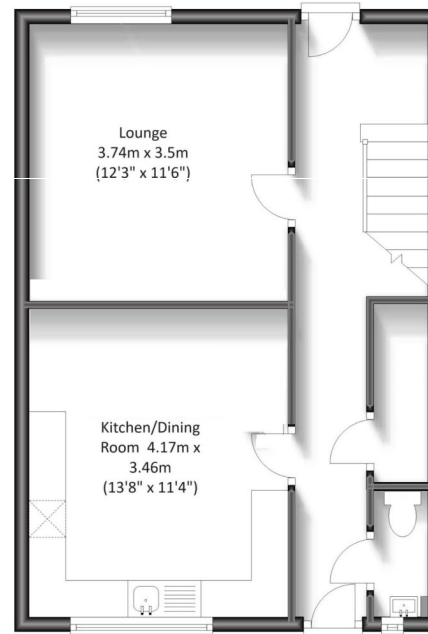 Lounge
3.74m x 3.5m
(12'3" x 11'6")
Kitchen/Dining
Room 4.17m x
3.46m
(13'8" x 11'4")